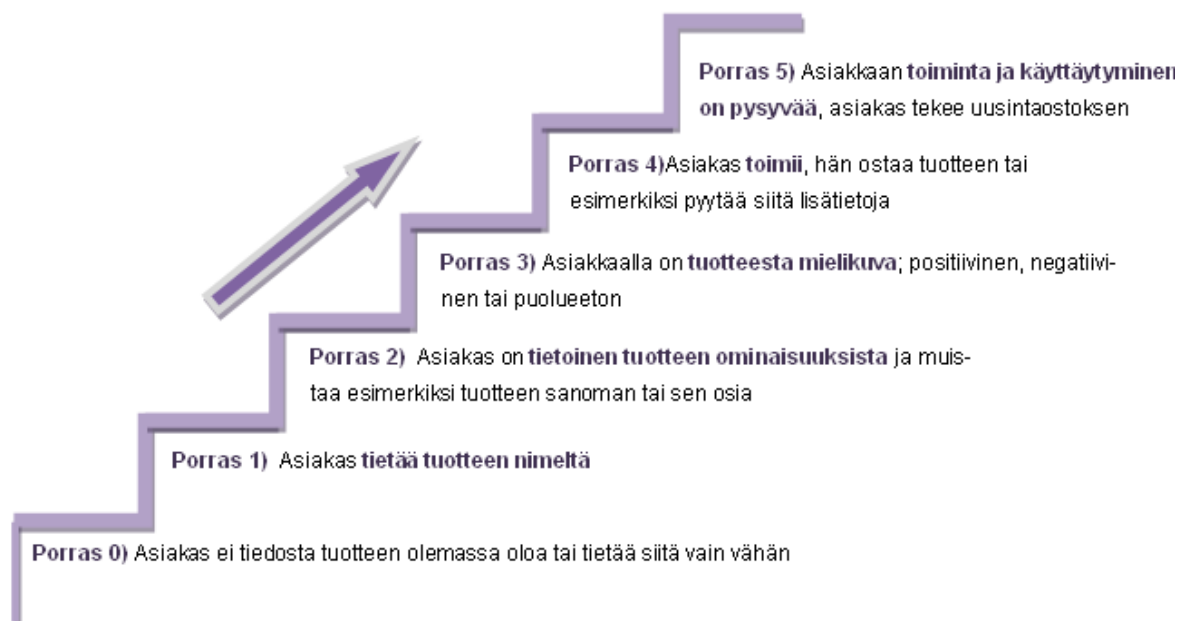 Porras 5) Asiakkaan toiminta ja käyttäytyminen
on pysyvää, asiakas tekee uusintaostoksen
Porras 4)Asiakas toimii, hän ostaa tuotteen tai
esimerkiksi pyytää siitä lisätietoja
Porras 3) Asiakkaalla on tuotteesta mielikuva; positiivinen, negatiivi-
nen tai puolueeton
Porras 2) Asiakas on tietoinen tuotteen ominaisuuksista ja muis-
taa esimerkiksi tuotteen sanoman tai sen osia
Porras 1) Asiakas tietää tuotteen nimeltä
Porras 0) Asiakas ei tiedosta tuotteen olemassa oloa tai tietää siitä vain vähän